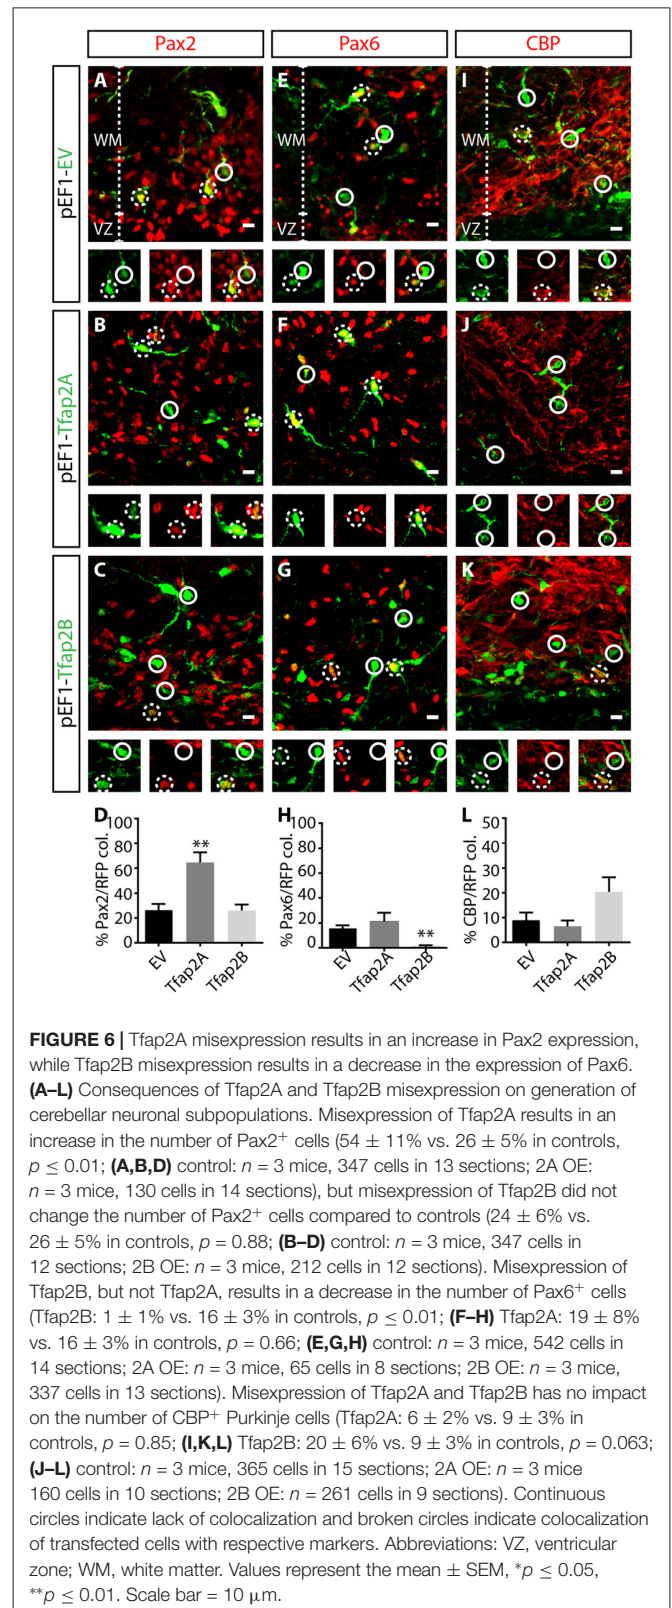 Pax2 Pax6 CBP
pEF1-EV
A E I
WM WM WM
VZ VZ
pEF1-Tfap2A
B F J
pEF1-Tfap2B
C G K
D H L
% Pax2/RFP col.
100
80
60
40
20
0
**
EV Tfap2A Tfap2B
% Pax6/RFP col.
100
80
60
40
20
0
**
EV Tfap2A Tfap2B
% CBP/RFP col.
50
40
30
20
10
0
EV Tfap2A Tfap2B
FIGURE 6 | Tfap2A misexpression results in an increase in Pax2 expression,
while Tfap2B misexpression results in a decrease in the expression of Pax6.
(A–L) Consequences of Tfap2A and Tfap2B misexpression on generation of
cerebellar neuronal subpopulations. Misexpression of Tfap2A results in an
increase in the number of Pax2⁺ cells (54 ± 11% vs. 26 ± 5% in controls,
p ≤ 0.01; (A,B,D) control: n = 3 mice, 347 cells in 13 sections; 2A OE:
n = 3 mice, 130 cells in 14 sections), but misexpression of Tfap2B did not
change the number of Pax2⁺ cells compared to controls (24 ± 6% vs.
26 ± 5% in controls, p = 0.88; (B–D) control: n = 3 mice, 347 cells in
12 sections; 2B OE: n = 3 mice, 212 cells in 12 sections). Misexpression of
Tfap2B, but not Tfap2A, results in a decrease in the number of Pax6⁺ cells
(Tfap2B: 1 ± 1% vs. 16 ± 3% in controls, p ≤ 0.01; (F–H) Tfap2A: 19 ± 8%
vs. 16 ± 3% in controls, p = 0.66; (E,G,H) control: n = 3 mice, 542 cells in
14 sections; 2A OE: n = 3 mice, 65 cells in 8 sections; 2B OE: n = 3 mice,
337 cells in 13 sections). Misexpression of Tfap2A and Tfap2B has no impact
on the number of CBP⁺ Purkinje cells (Tfap2A: 6 ± 2% vs. 9 ± 3% in
controls, p = 0.85; (I,K,L) Tfap2B: 20 ± 6% vs. 9 ± 3% in controls, p = 0.063;
(J–L) control: n = 3 mice, 365 cells in 15 sections; 2A OE: n = 3 mice
160 cells in 10 sections; 2B OE: n = 261 cells in 9 sections). Continuous
circles indicate lack of colocalization and broken circles indicate colocalization
of transfected cells with respective markers. Abbreviations: VZ, ventricular
zone; WM, white matter. Values represent the mean ± SEM, *p ≤ 0.05,
**p ≤ 0.01. Scale bar = 10 μm.